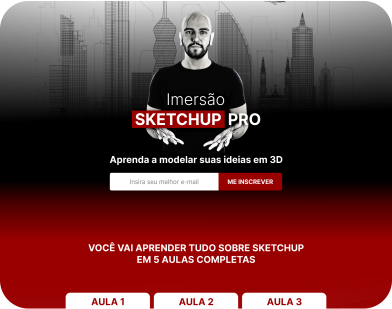 Imersão
SKETCHUP PRO
Aprenda a modelar suas ideias em 3D
Insira seu melhor e-mail
ME INSCREVER
VOCÊ VAI APRENDER TUDO SOBRE SKETCHUP
EM 5 AULAS COMPLETAS
AULA 1
AULA 2
AULA 3